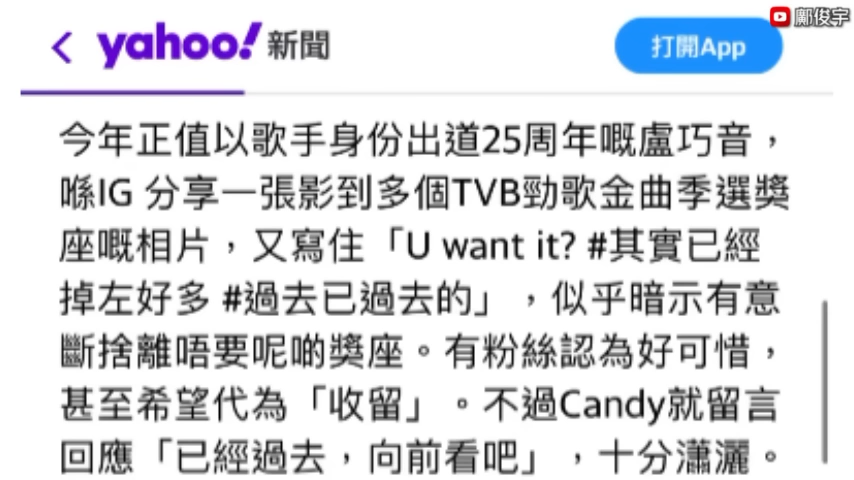 鄺俊宇
yahoo!新聞
打開App
今年正值以歌手身份出道25周年嘅盧巧音，
喺IG 分享一張影到多個TVB勁歌金曲季選獎
座嘅相片，又寫住「U want it? #其實已經
掉左好多 #過去已過去的」，似乎暗示有意
斷捨離唔要呢啲獎座。有粉絲認為好可惜，
甚至希望代為「收留」。不過Candy就留言
回應「已經過去，向前看吧」，十分瀟灑。